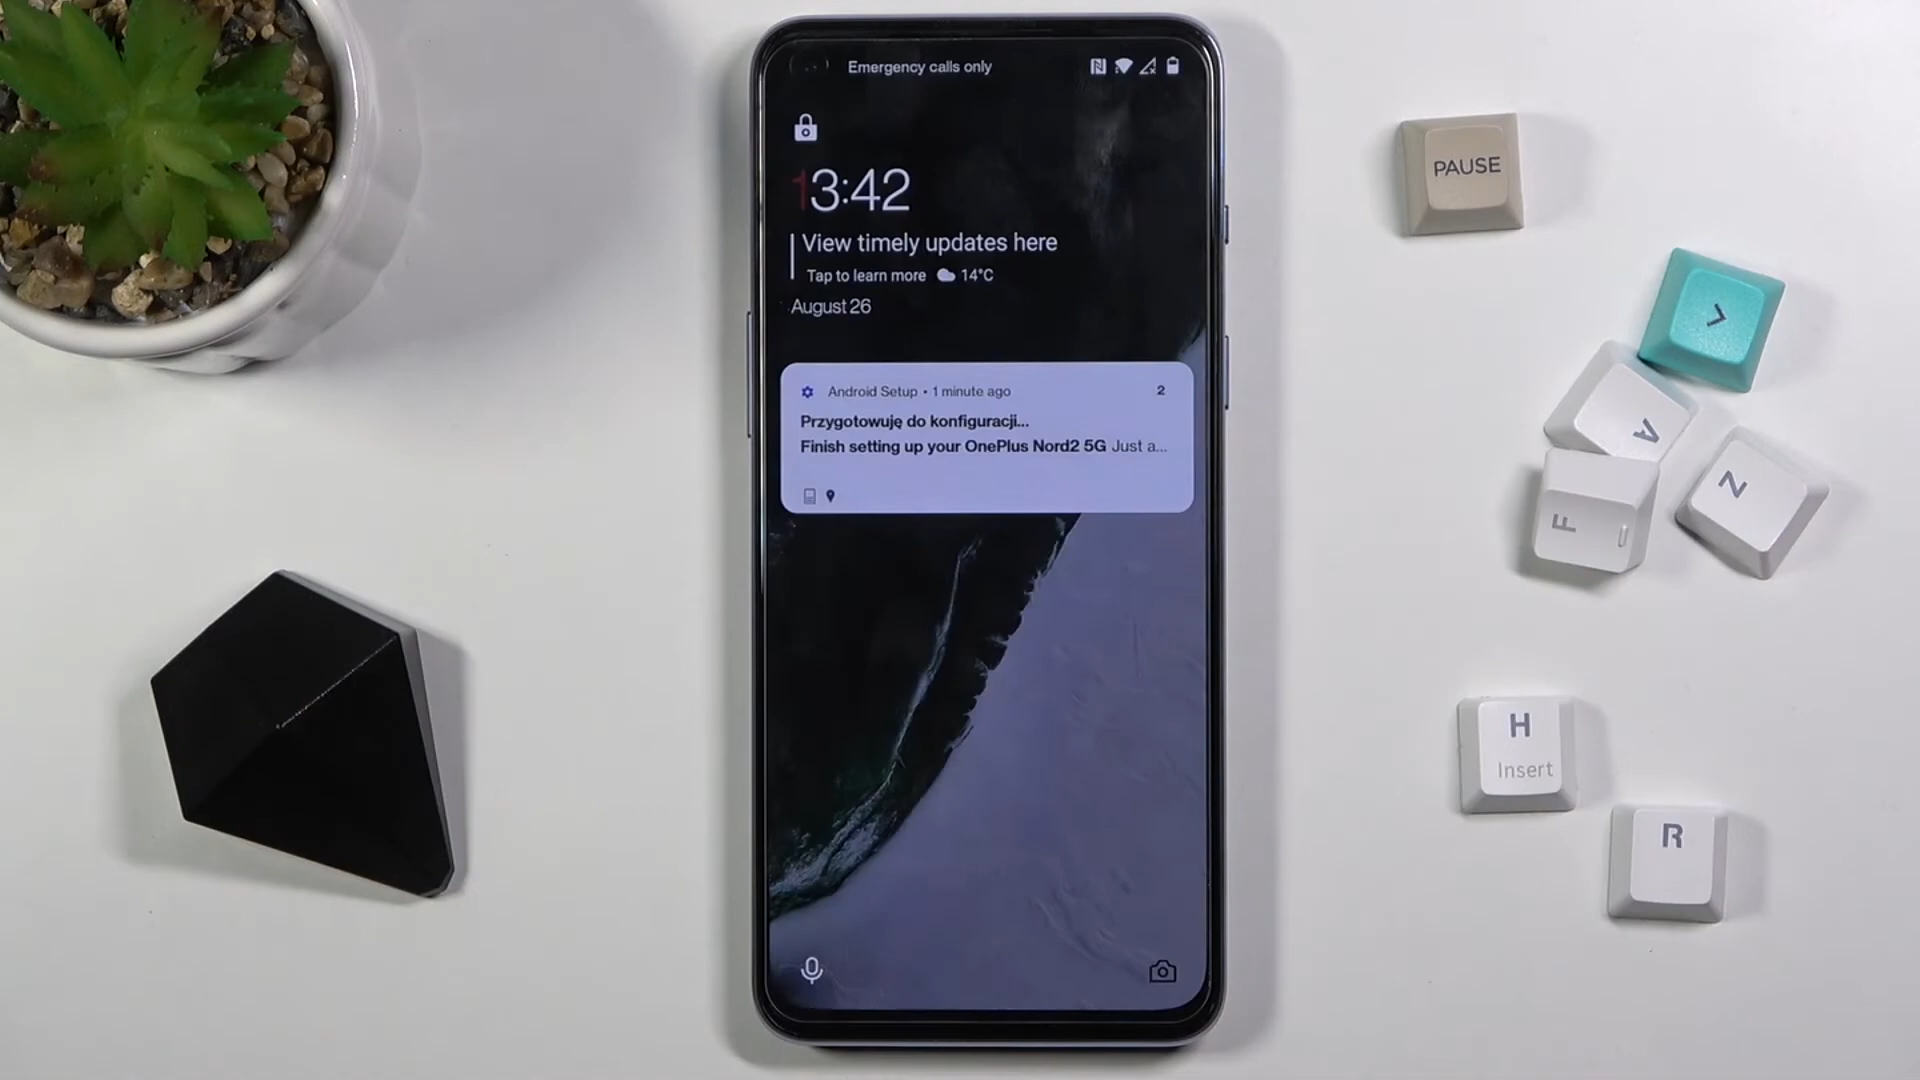 Emergency calls only
13:42
View timely updates here
Tap to learn more 14°C
August 26
Android Setup • 1 minute ago 2
Przygotowuję do konfiguracji...
Finish setting up your OnePlus Nord2 5G Just a...
PAUSE
>
A
F
Z
H
Insert
R